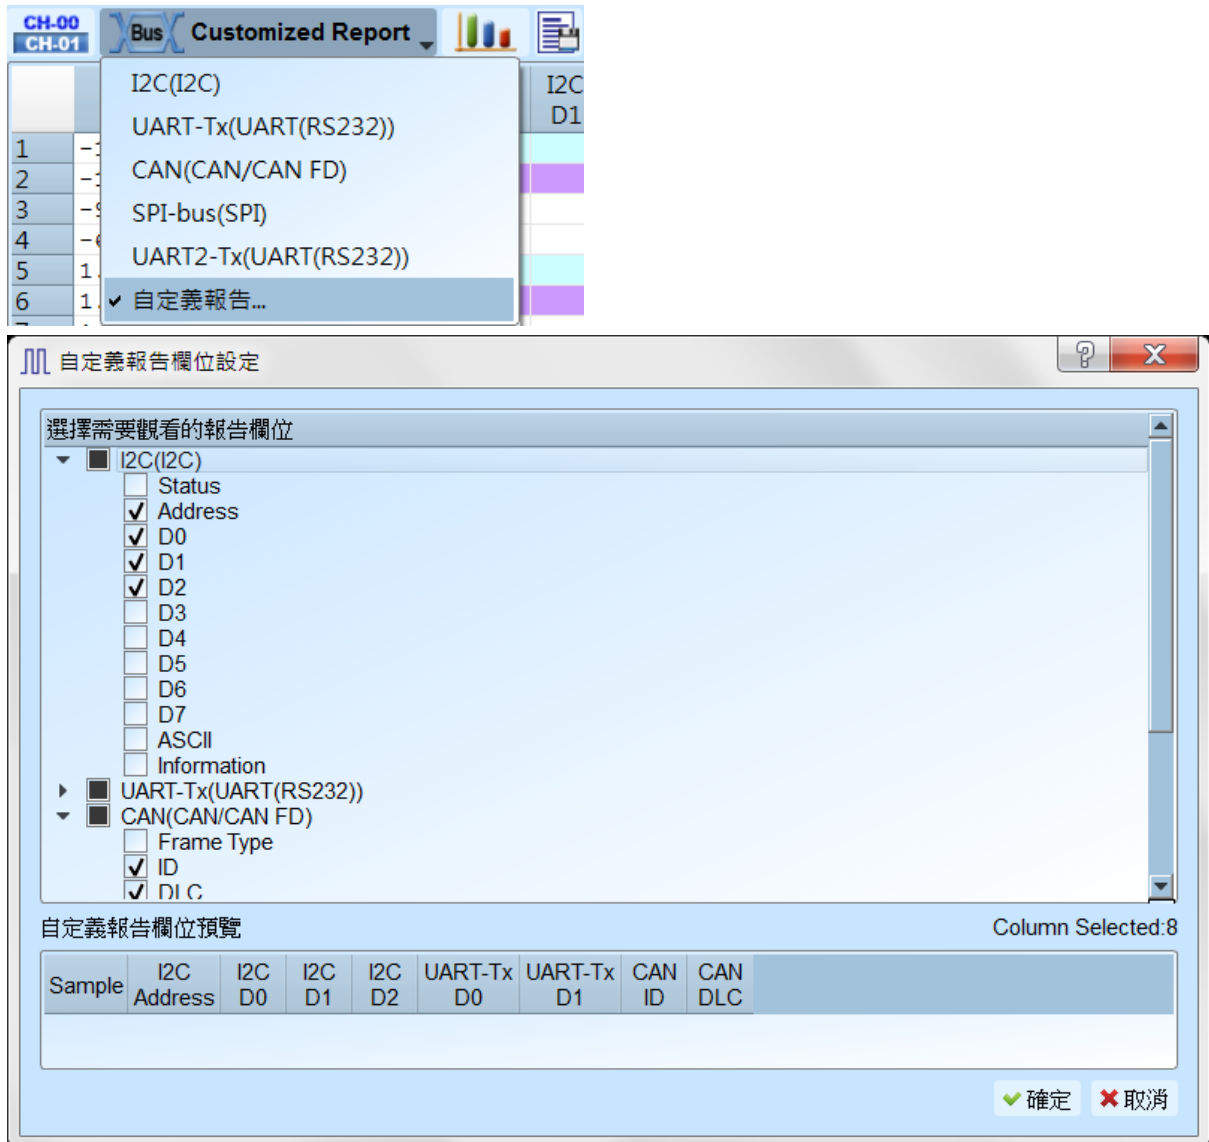 CH-00 Bus Customized Report
CH-01
I2C(I2C)
I2C
UART-Tx(UART(RS232))
D1
1
CAN(CAN/CAN FD)
2
SPI-bus(SPI)
3
4
UART2-Tx(UART(RS232))
5 1.
自定義報告...
6 1.
自定義報告欄位設定
選擇需要觀看的報告欄位
I2C(I2C)
Status
Address
D0
D1
D2
D3
D4
D5
D6
D7
ASCII
Information
UART-Tx(UART(RS232))
CAN(CAN/CAN FD)
Frame Type
ID
DLC
自定義報告欄位預覽 Column Selected:8
Sample I2C Address I2C D0 I2C D1 I2C D2 UART-Tx D0 UART-Tx D1 CAN ID CAN DLC
確定 取消